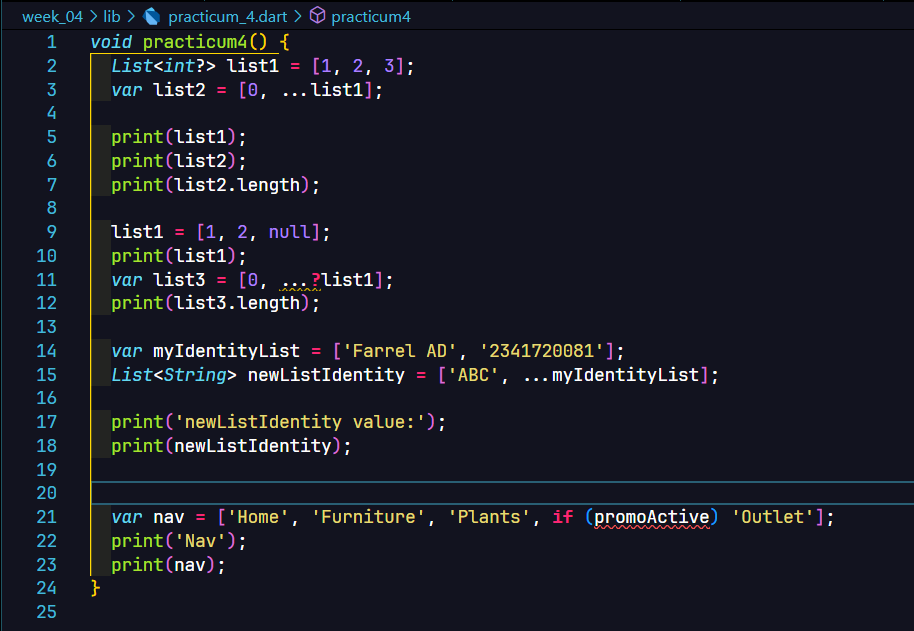 week_04 > lib > practicum_4.dart > practicum4
1 void practicum4() {
2   List<int?> list1 = [1, 2, 3];
3   var list2 = [0, ...list1];
4
5   print(list1);
6   print(list2);
7   print(list2.length);
8
9   list1 = [1, 2, null];
10   print(list1);
11   var list3 = [0, ...?list1];
12   print(list3.length);
13
14   var myIdentityList = ['Farrel AD', '2341720081'];
15   List<String> newListIdentity = ['ABC', ...myIdentityList];
16
17   print('newListIdentity value:');
18   print(newListIdentity);
19
20
21   var nav = ['Home', 'Furniture', 'Plants', if (promoActive) 'Outlet'];
22   print('Nav');
23   print(nav);
24 }
25